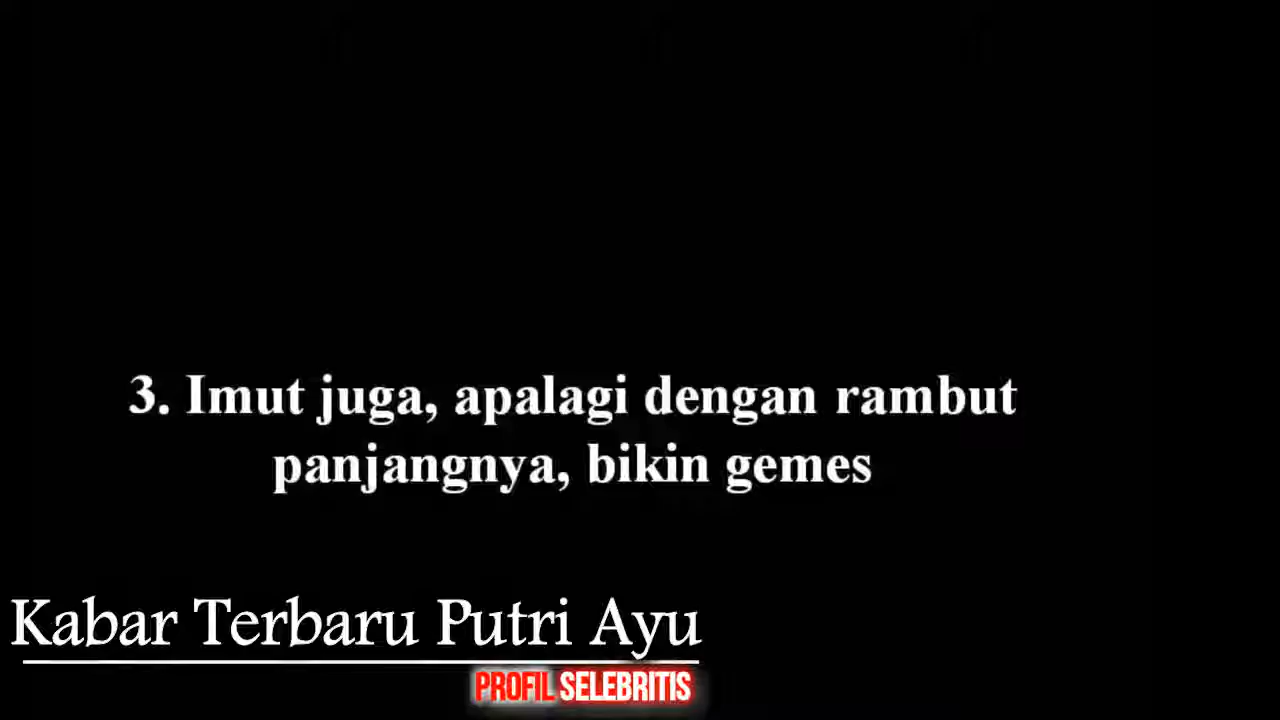 3. Imut juga, apalagi dengan rambut
panjangnya, bikin gemes
Kabar Terbaru Putri Ayu
PROFIL SELEBRITIS